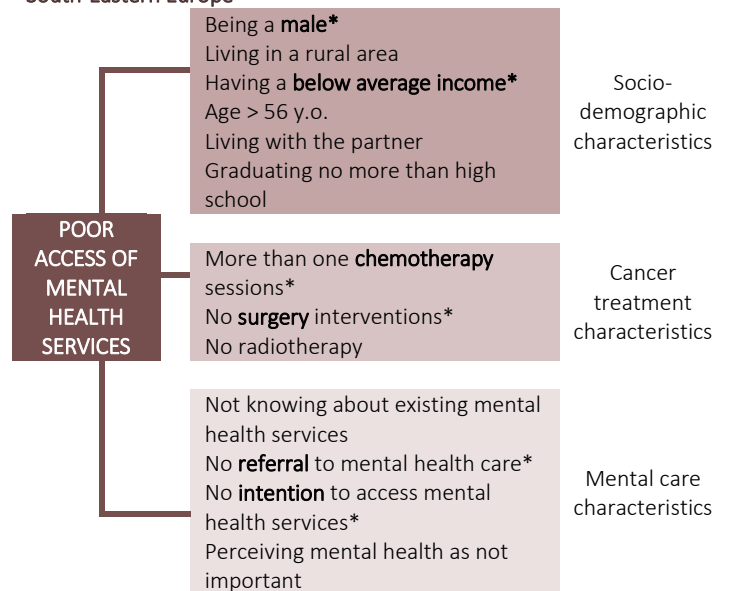 South-Eastern Europe
Being a male*
Living in a rural area
Having a below average income*
Age > 56 y.o.
Living with the partner
Graduating no more than high
school
Socio-
demographic
characteristics
POOR
ACCESS OF
MENTAL
HEALTH
SERVICES
More than one chemotherapy
sessions*
No surgery interventions*
No radiotherapy
Cancer
treatment
characteristics
Not knowing about existing mental
health services
No referral to mental health care*
No intention to access mental
health services*
Perceiving mental health as not
important
Mental care
characteristics